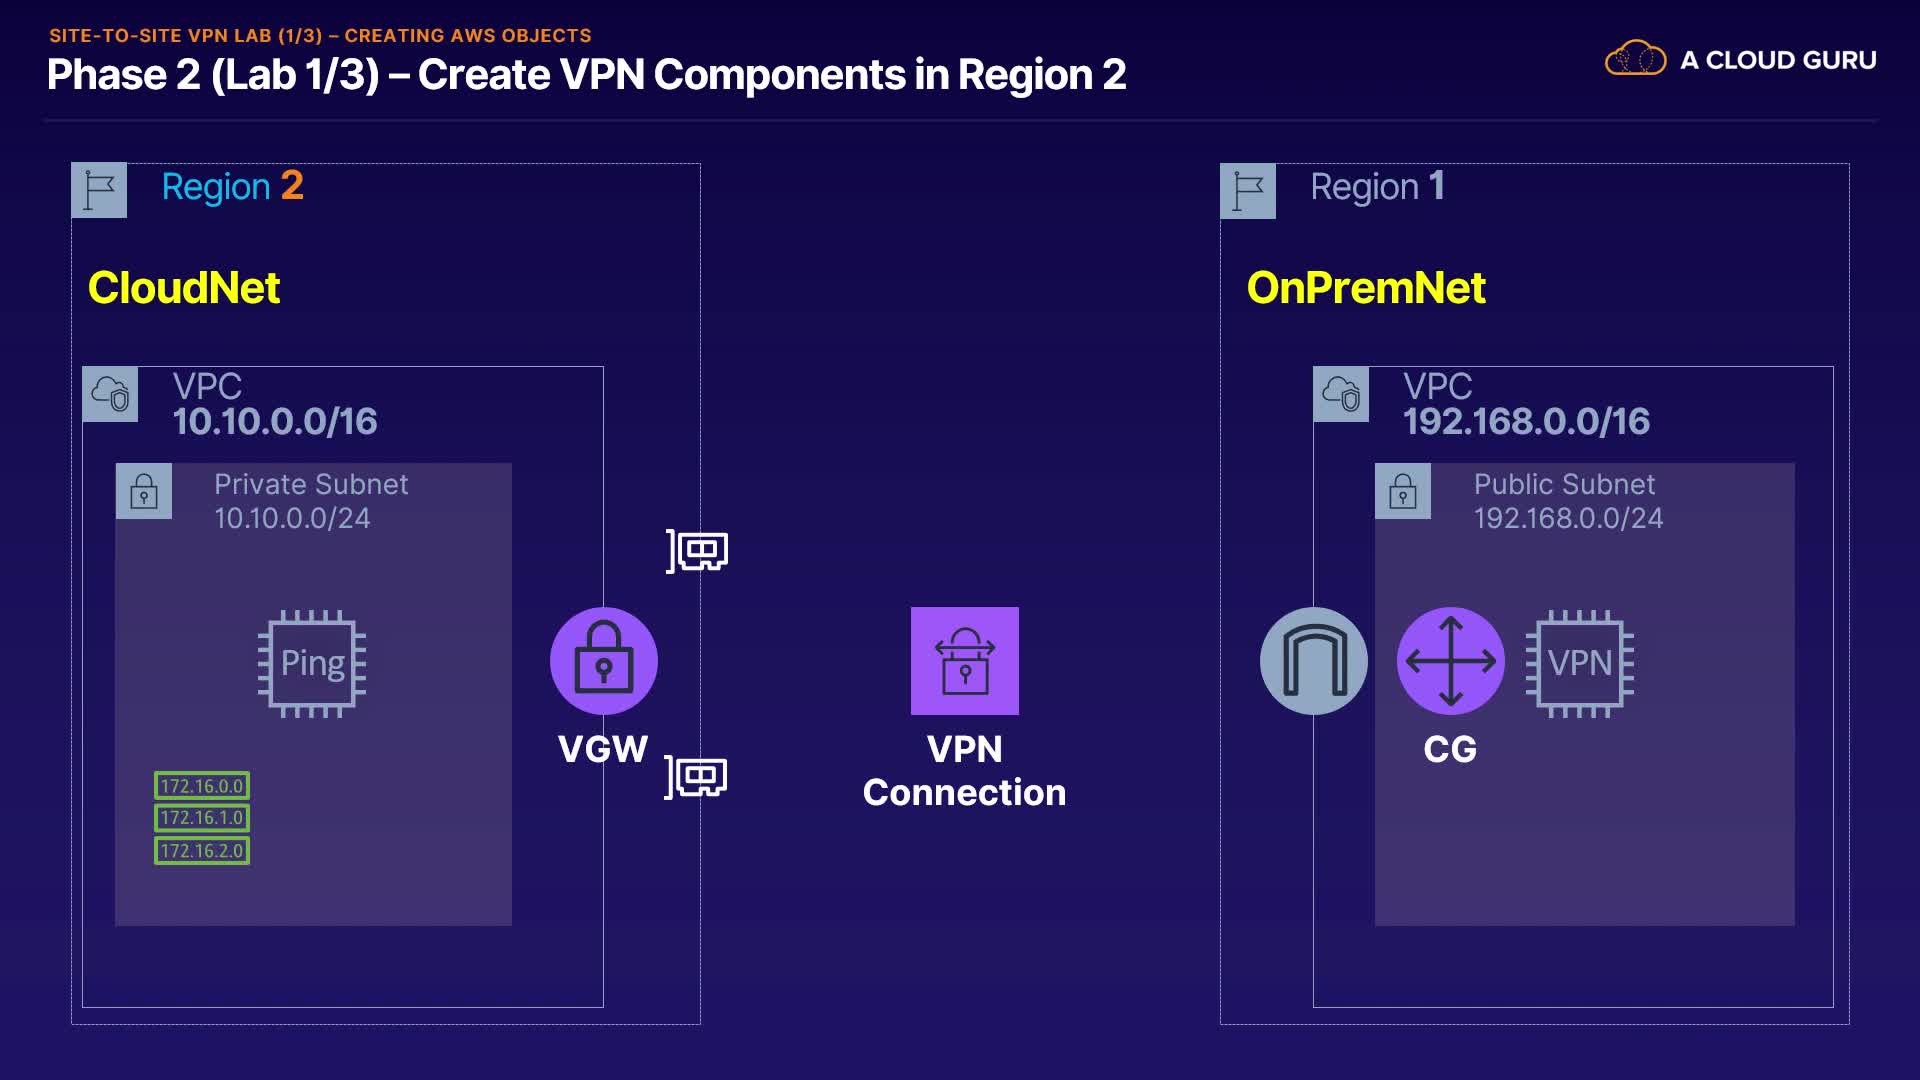 SITE-TO-SITE VPN LAB (1/3) – CREATING AWS OBJECTS
Phase 2 (Lab 1/3) – Create VPN Components in Region 2
A CLOUD GURU
Region 2
CloudNet
VPC
10.10.0.0/16
Private Subnet
10.10.0.0/24
Ping
172.16.0.0
172.16.1.0
172.16.2.0
VGW
VPN
Connection
Region 1
OnPremNet
VPC
192.168.0.0/16
Public Subnet
192.168.0.0/24
CG
VPN